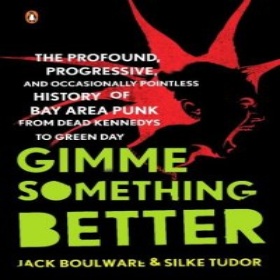 THE PROFOUND,
PROGRESSIVE,
AND OCCASIONALLY POINTLESS
HISTORY OF
BAY AREA PUNK
FROM DEAD KENNEDYS
TO GREEN DAY
GIMME
SOMETHING
BETTER
JACK BOULWARE & SILKE TUDOR